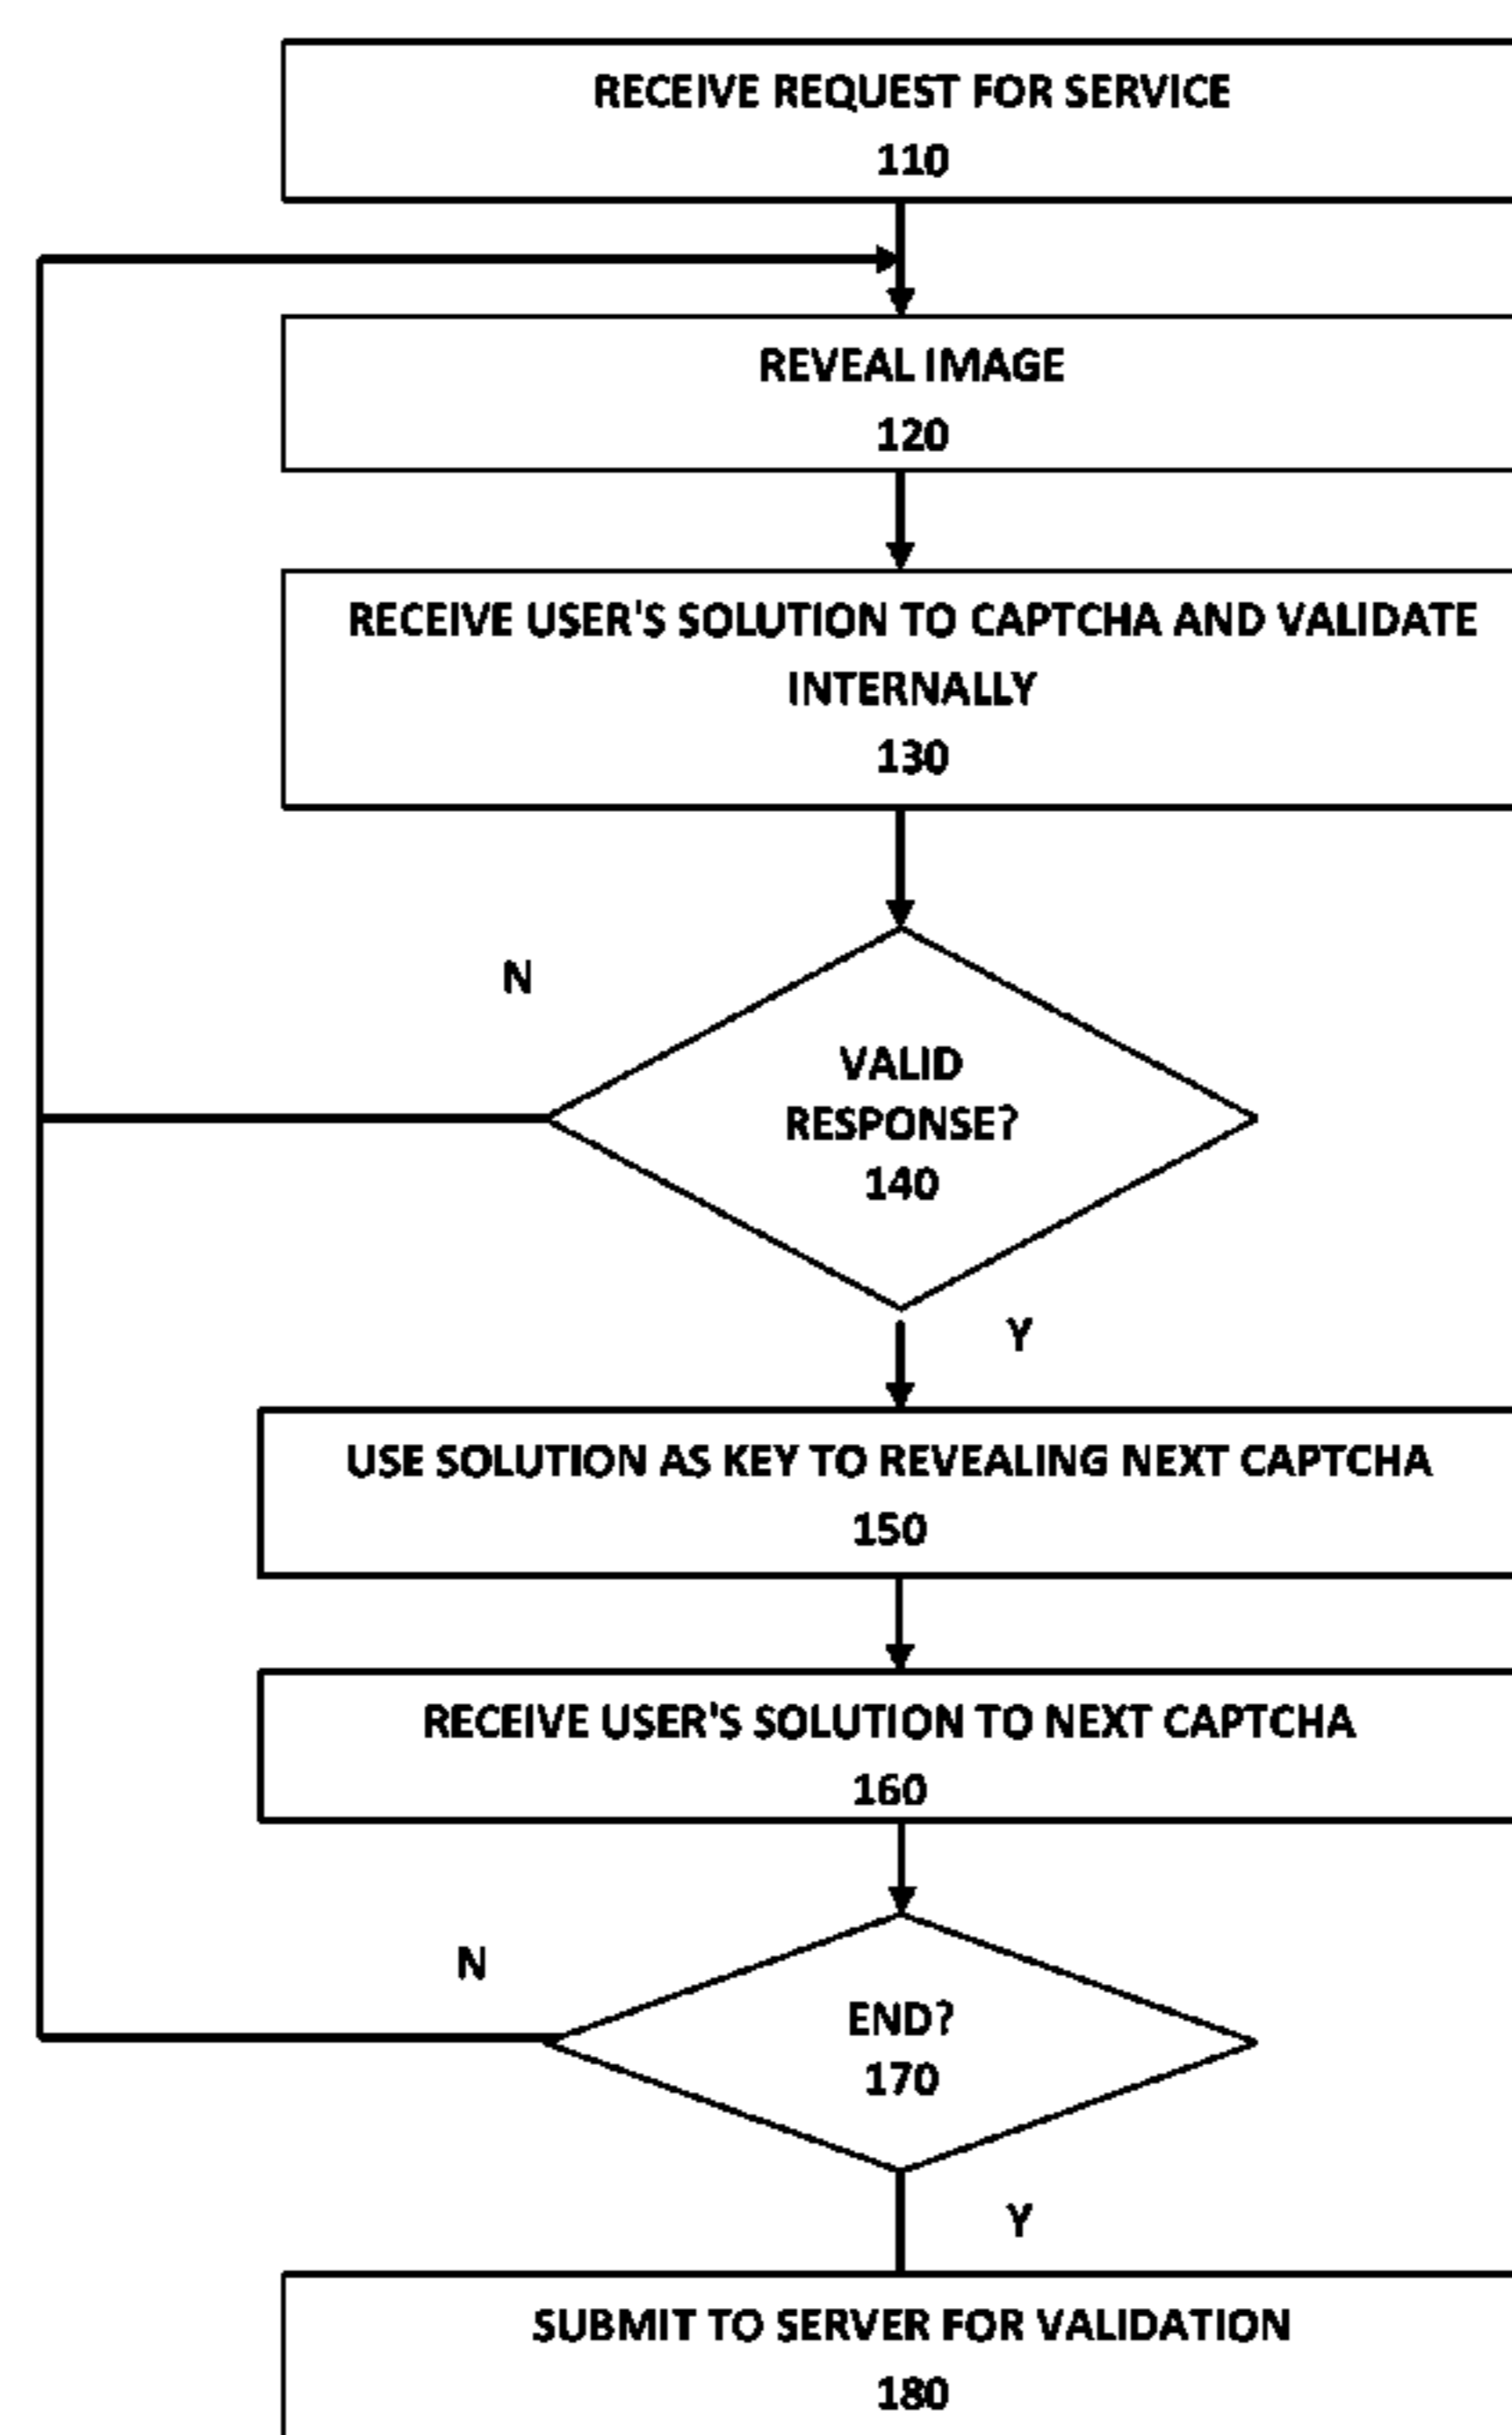 RECEIVE REQUEST FOR SERVICE
110
REVEAL IMAGE
120
RECEIVE USER'S SOLUTION TO CAPTCHA AND VALIDATE
INTERNALLY
130
N
VALID
RESPONSE?
140
Y
USE SOLUTION AS KEY TO REVEALING NEXT CAPTCHA
150
RECEIVE USER'S SOLUTION TO NEXT CAPTCHA
160
N
END?
170
Y
SUBMIT TO SERVER FOR VALIDATION
180